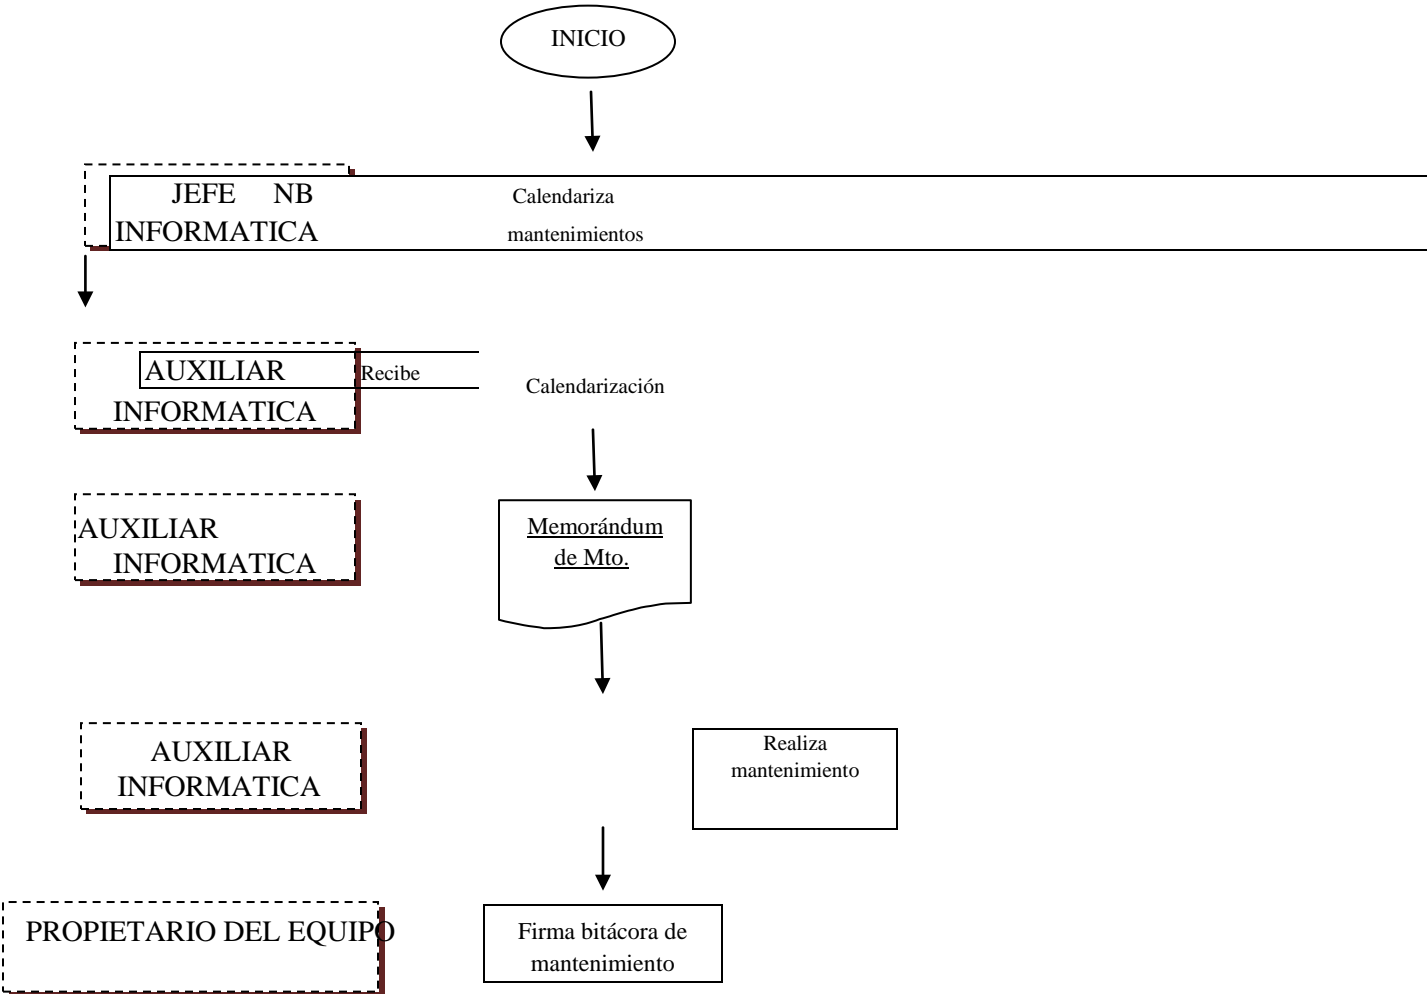 INICIO
JEFE NB Calendariza
INFORMATICA mantenimientos
AUXILIAR Recibe
Calendarización
INFORMATICA
AUXILIAR
INFORMATICA
Memorándum
de Mto.
AUXILIAR
INFORMATICA
Realiza
mantenimiento
PROPIETARIO DEL EQUIPO
Firma bitácora de
mantenimiento